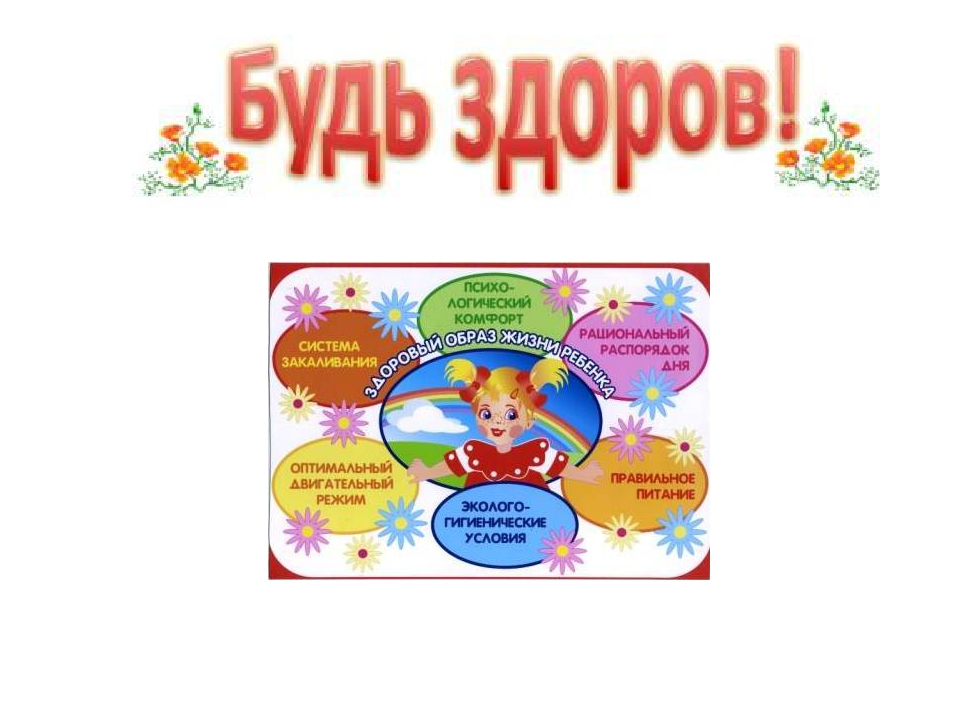 Будь здоров!
ПСИХО-
ЛОГИЧЕСКИЙ
КОМФОРТ
СИСТЕМА
ЗАКАЛИВАНИЯ
ЗДОРОВЫЙ ОБРАЗ ЖИЗНИ РЕБЕНКА
РАЦИОНАЛЬНЫЙ
РАСПОРЯДОК
ДНЯ
ОПТИМАЛЬНЫЙ
ДВИГАТЕЛЬНЫЙ
РЕЖИМ
ПРАВИЛЬНОЕ
ПИТАНИЕ
ЭКОЛОГО-
ГИГИЕНИЧЕСКИЕ
УСЛОВИЯ